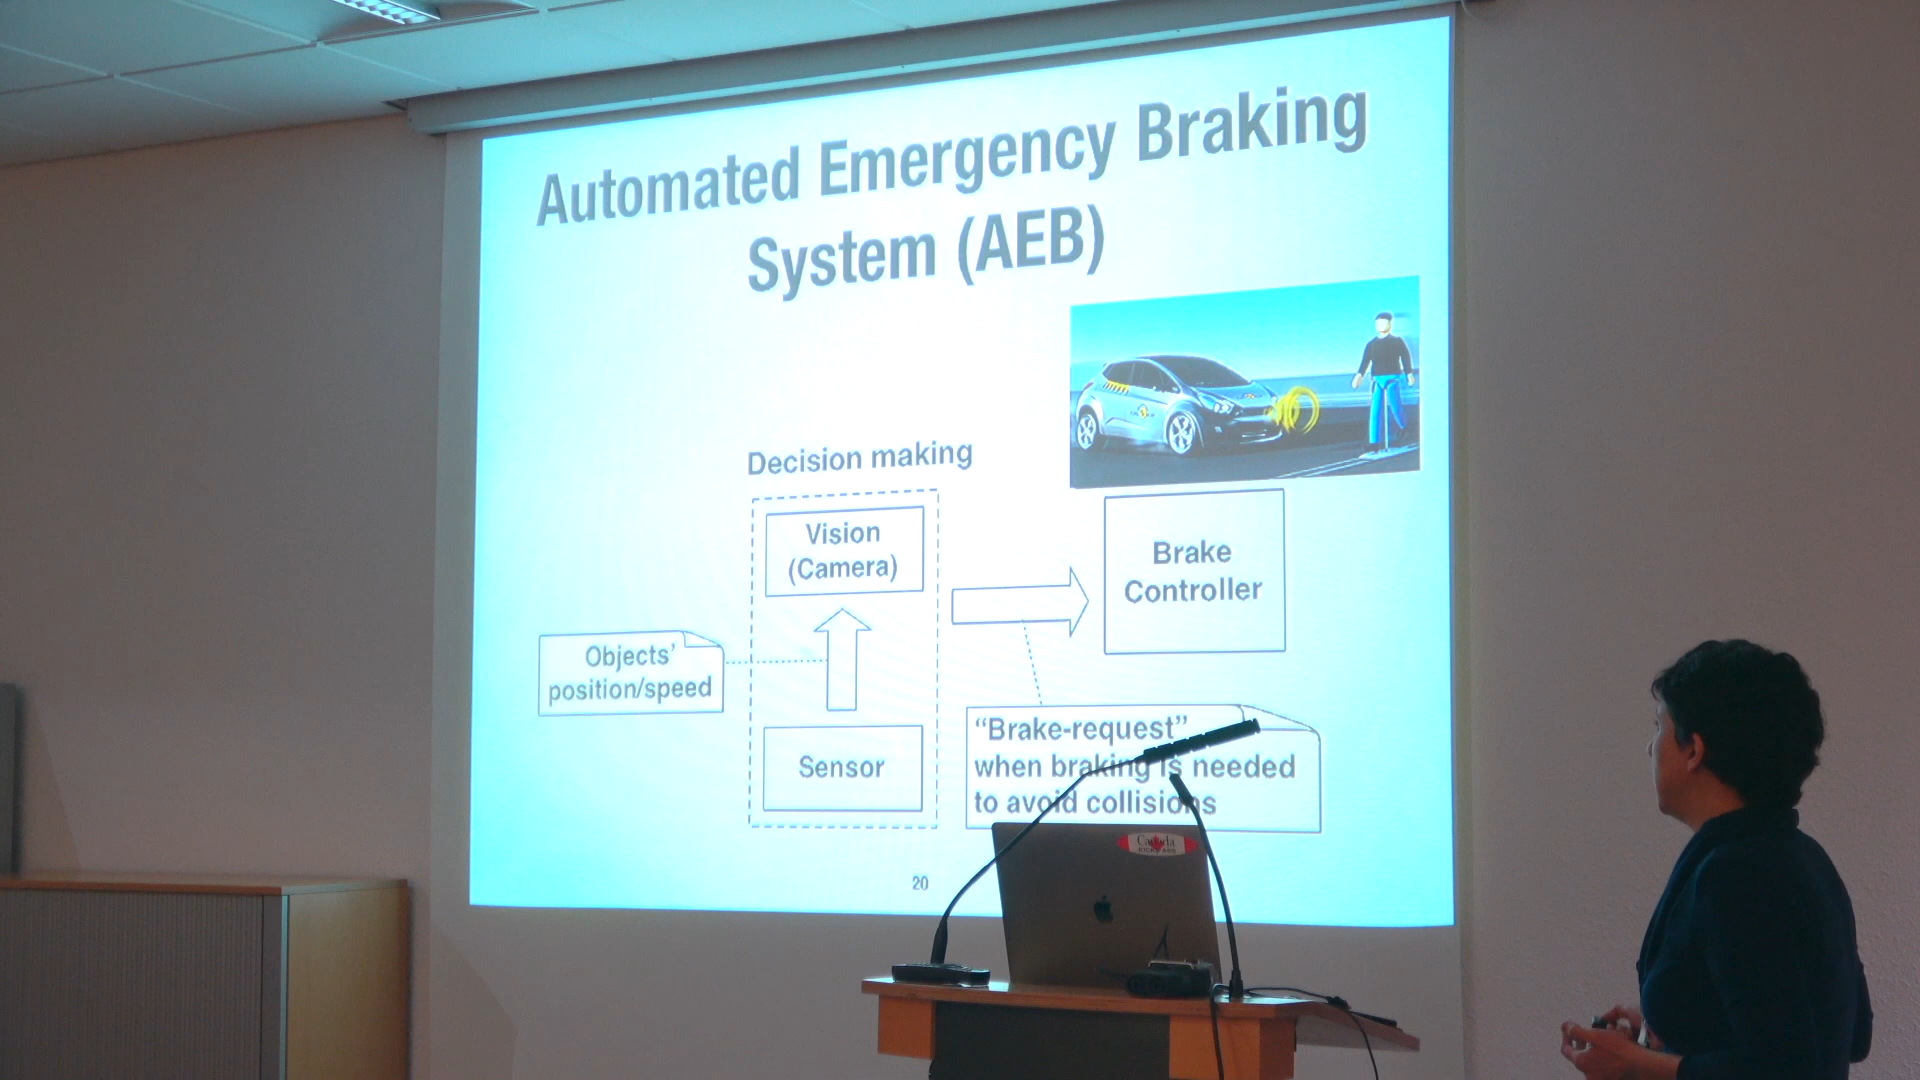 Automated Emergency Braking
System (AEB)
Decision making
Vision
(Camera)
Brake
Controller
Objects'
position/speed
Sensor
“Brake-request”
when braking is needed
to avoid collisions
20
Canada